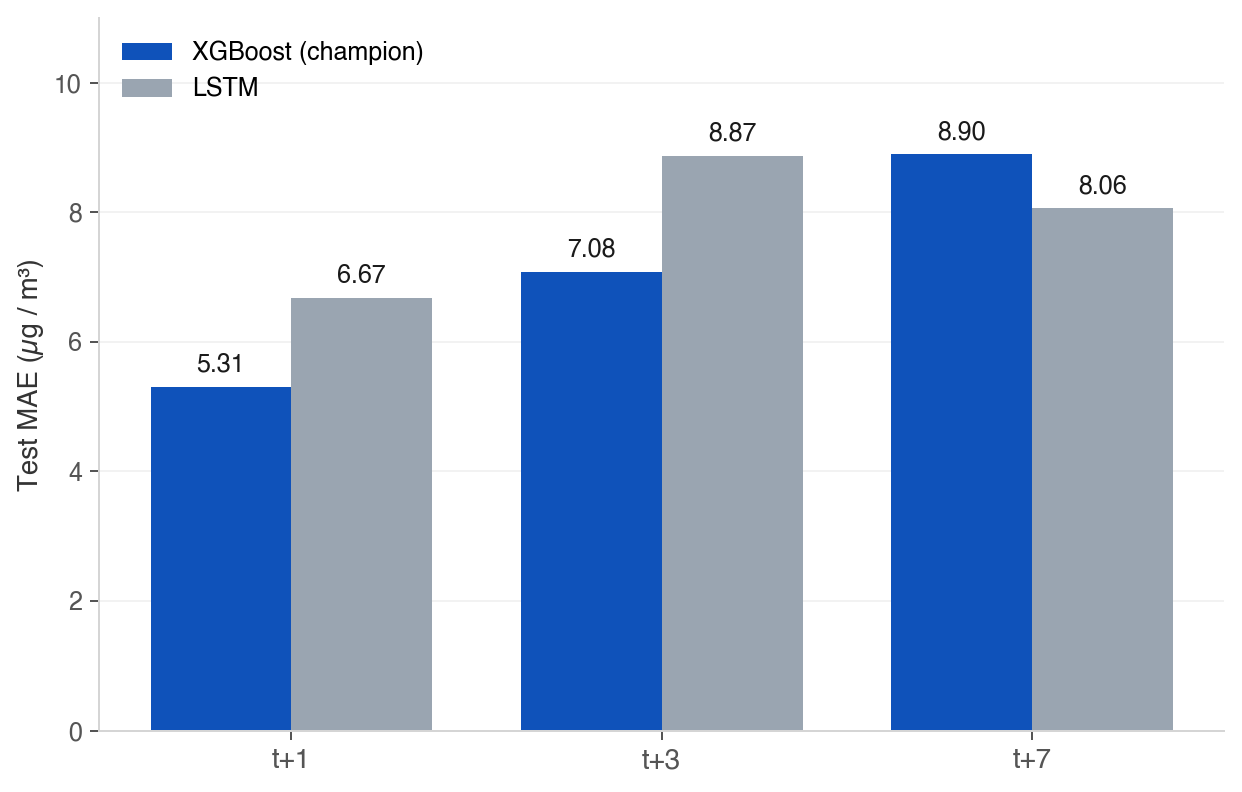 XGBoost (champion)
LSTM
Test MAE (µg / m³)
10
8
6
4
2
0
5.31
6.67
7.08
8.87
8.90
8.06
t+1
t+3
t+7